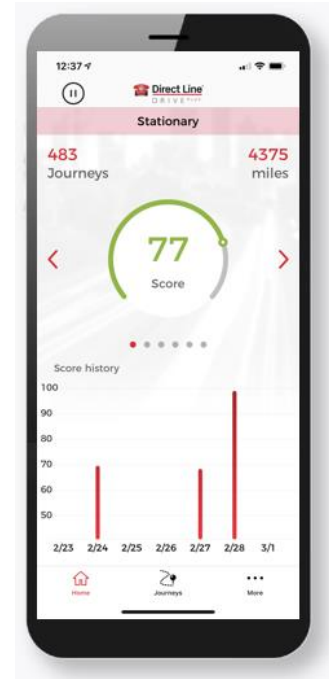 12:37
Direct Line
DRIVE PLUS
Stationary
483
Journeys
4375
miles
77
Score
Score history
100
90
80
70
60
50
2/23 2/24 2/25 2/26 2/27 2/28 3/1
Home
Journeys
More